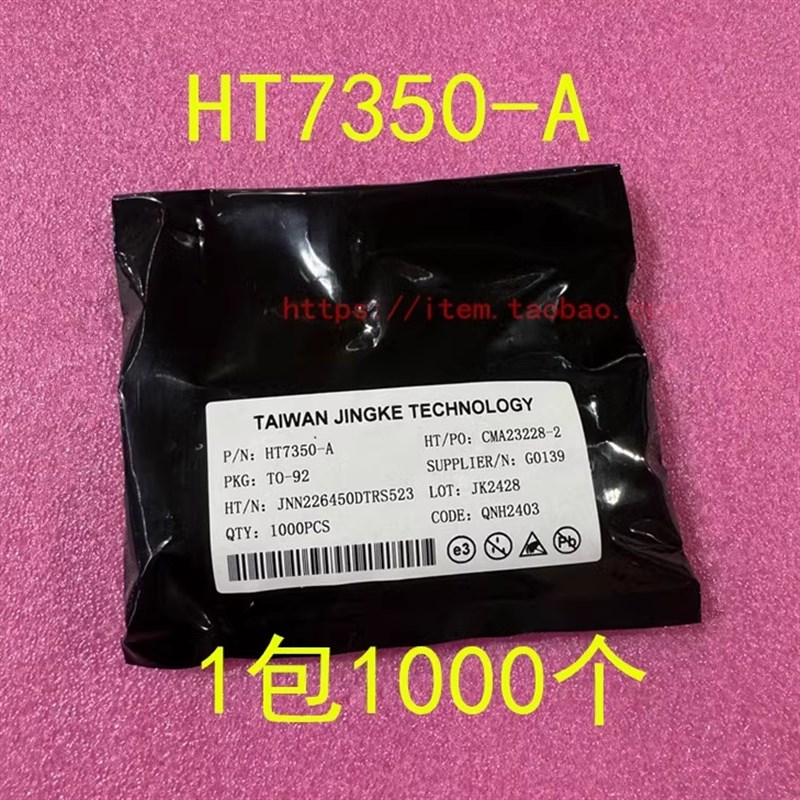 HT7350-A
https://item.taobao.com
TAIWAN JINGKE TECHNOLOGY
P/N: HT7350-A
HT/PO: CMA23228-2
PKG: TO-92
SUPPLIER/N: G0139
HT/N: JNN226450DTRS523
LOT: JK2428
QTY: 1000PCS
CODE: QNH2403
e3
Pb
1包1000个